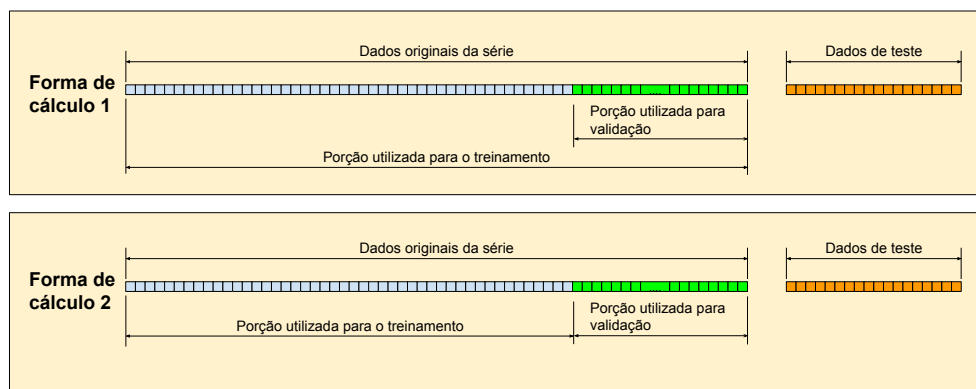 Dados originais da série
Dados de teste
Forma de
cálculo 1
....
Porção utilizada para
validação
Porção utilizada para o treinamento
Dados originais da série
Dados de teste
Forma de
cálculo 2
....
Porção utilizada para o treinamento
Porção utilizada para
validação